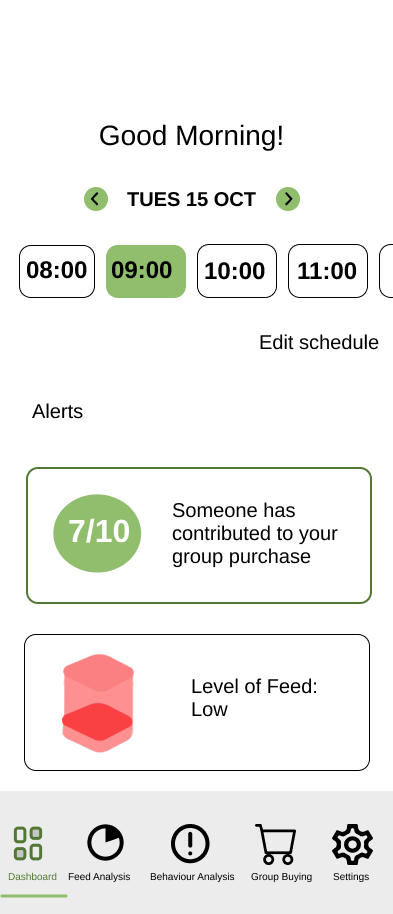 Good Morning!
TUES 15 OCT
08:00 09:00 10:00 11:00
Edit schedule
Alerts
7/10
Someone has
contributed to your
group purchase
Level of Feed:
Low
Dashboard Feed Analysis Behaviour Analysis Group Buying Settings